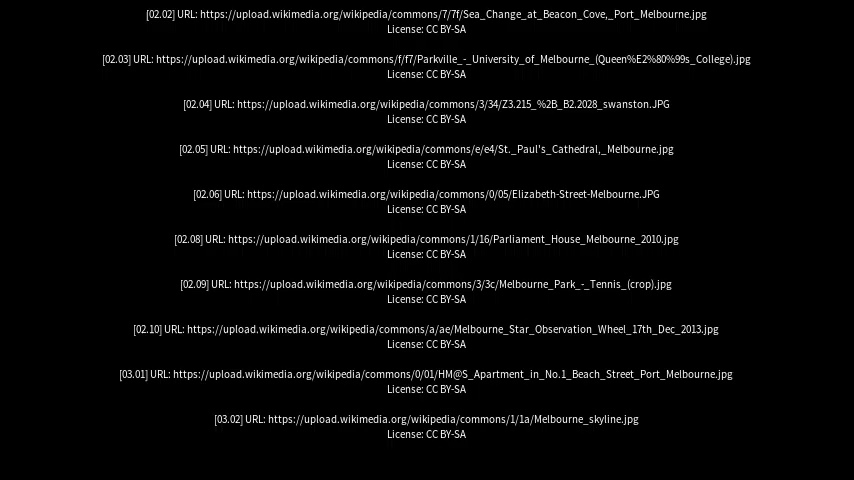 [02.02] URL: https://upload.wikimedia.org/wikipedia/commons/7/7f/Sea_Change_at_Beacon_Cove,_Port_Melbourne.jpg
License: CC BY-SA
[02.03] URL: https://upload.wikimedia.org/wikipedia/commons/f/f7/Parkville_-_University_of_Melbourne_(Queen%E2%80%99s_College).jpg
License: CC BY-SA
[02.04] URL: https://upload.wikimedia.org/wikipedia/commons/3/34/Z3.215_%2B_B2.2028_swanston.JPG
License: CC BY-SA
[02.05] URL: https://upload.wikimedia.org/wikipedia/commons/e/e4/St._Paul's_Cathedral,_Melbourne.jpg
License: CC BY-SA
[02.06] URL: https://upload.wikimedia.org/wikipedia/commons/0/05/Elizabeth-Street-Melbourne.JPG
License: CC BY-SA
[02.08] URL: https://upload.wikimedia.org/wikipedia/commons/1/16/Parliament_House_Melbourne_2010.jpg
License: CC BY-SA
[02.09] URL: https://upload.wikimedia.org/wikipedia/commons/3/3c/Melbourne_Park_-_Tennis_(crop).jpg
License: CC BY-SA
[02.10] URL: https://upload.wikimedia.org/wikipedia/commons/a/ae/Melbourne_Star_Observation_Wheel_17th_Dec_2013.jpg
License: CC BY-SA
[03.01] URL: https://upload.wikimedia.org/wikipedia/commons/0/01/HM@S_Apartment_in_No.1_Beach_Street_Port_Melbourne.jpg
License: CC BY-SA
[03.02] URL: https://upload.wikimedia.org/wikipedia/commons/1/1a/Melbourne_skyline.jpg
License: CC BY-SA